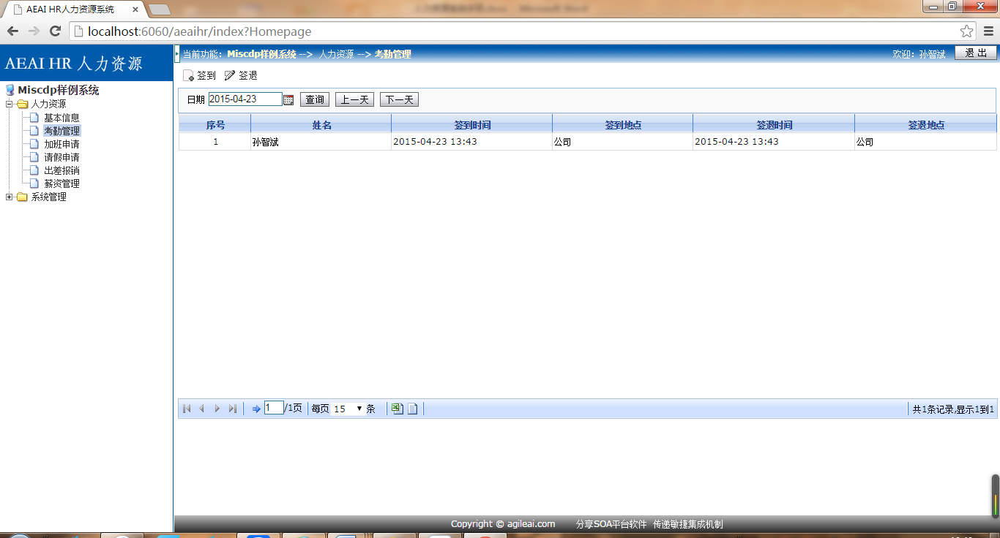 AEAI HR人力资源系统
localhost:6060/aeaihr/index?Homepage
AEAI HR 人力资源
当前功能：Miscdp样例系统 --> 人力资源 --> 考勤管理
欢迎：孙智斌 退 出
签到 签退
Miscdp样例系统
人力资源
基本信息
考勤管理
加班申请
请假申请
出差报销
薪资管理
系统管理
日期 2015-04-23 查询 上一天 下一天
序号 姓名 签到时间 签到地点 签退时间 签退地点
1 孙智斌 2015-04-23 13:43 公司 2015-04-23 13:43 公司
1 /1页 每页 15 条
共1条记录,显示1到1
Copyright © agileai.com 分享SOA平台软件 传递敏捷集成机制